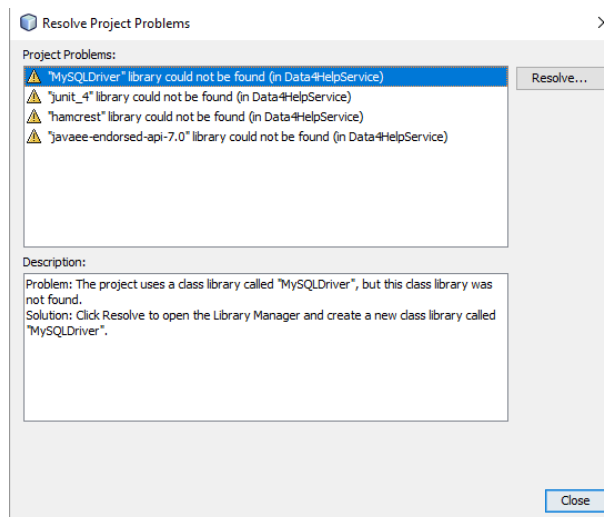 Resolve Project Problems
Project Problems:
"MySQLDriver" library could not be found (in Data4HelpService)
Resolve...
"junit_4" library could not be found (in Data4HelpService)
"hamcrest" library could not be found (in Data4HelpService)
"javaee-endorsed-api-7.0" library could not be found (in Data4HelpService)
Description:
Problem: The project uses a class library called "MySQLDriver", but this class library was
not found.
Solution: Click Resolve to open the Library Manager and create a new class library called
"MySQLDriver".
Close